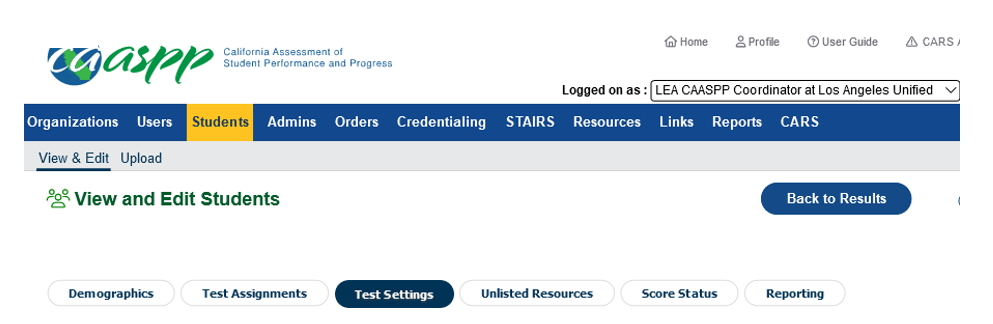 caaspp California Assessment of
Student Performance and Progress
Home Profile User Guide CARS
Logged on as : LEA CAASPP Coordinator at Los Angeles Unified
Organizations Users Students Admins Orders Credentialing STAIRS Resources Links Reports CARS
View & Edit Upload
View and Edit Students Back to Results
Demographics Test Assignments Test Settings Unlisted Resources Score Status Reporting